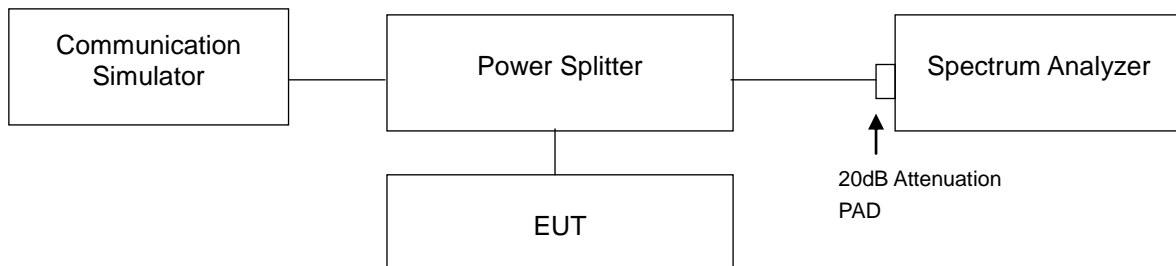 Communication
Simulator
Power Splitter
Spectrum Analyzer
20dB Attenuation
PAD
EUT